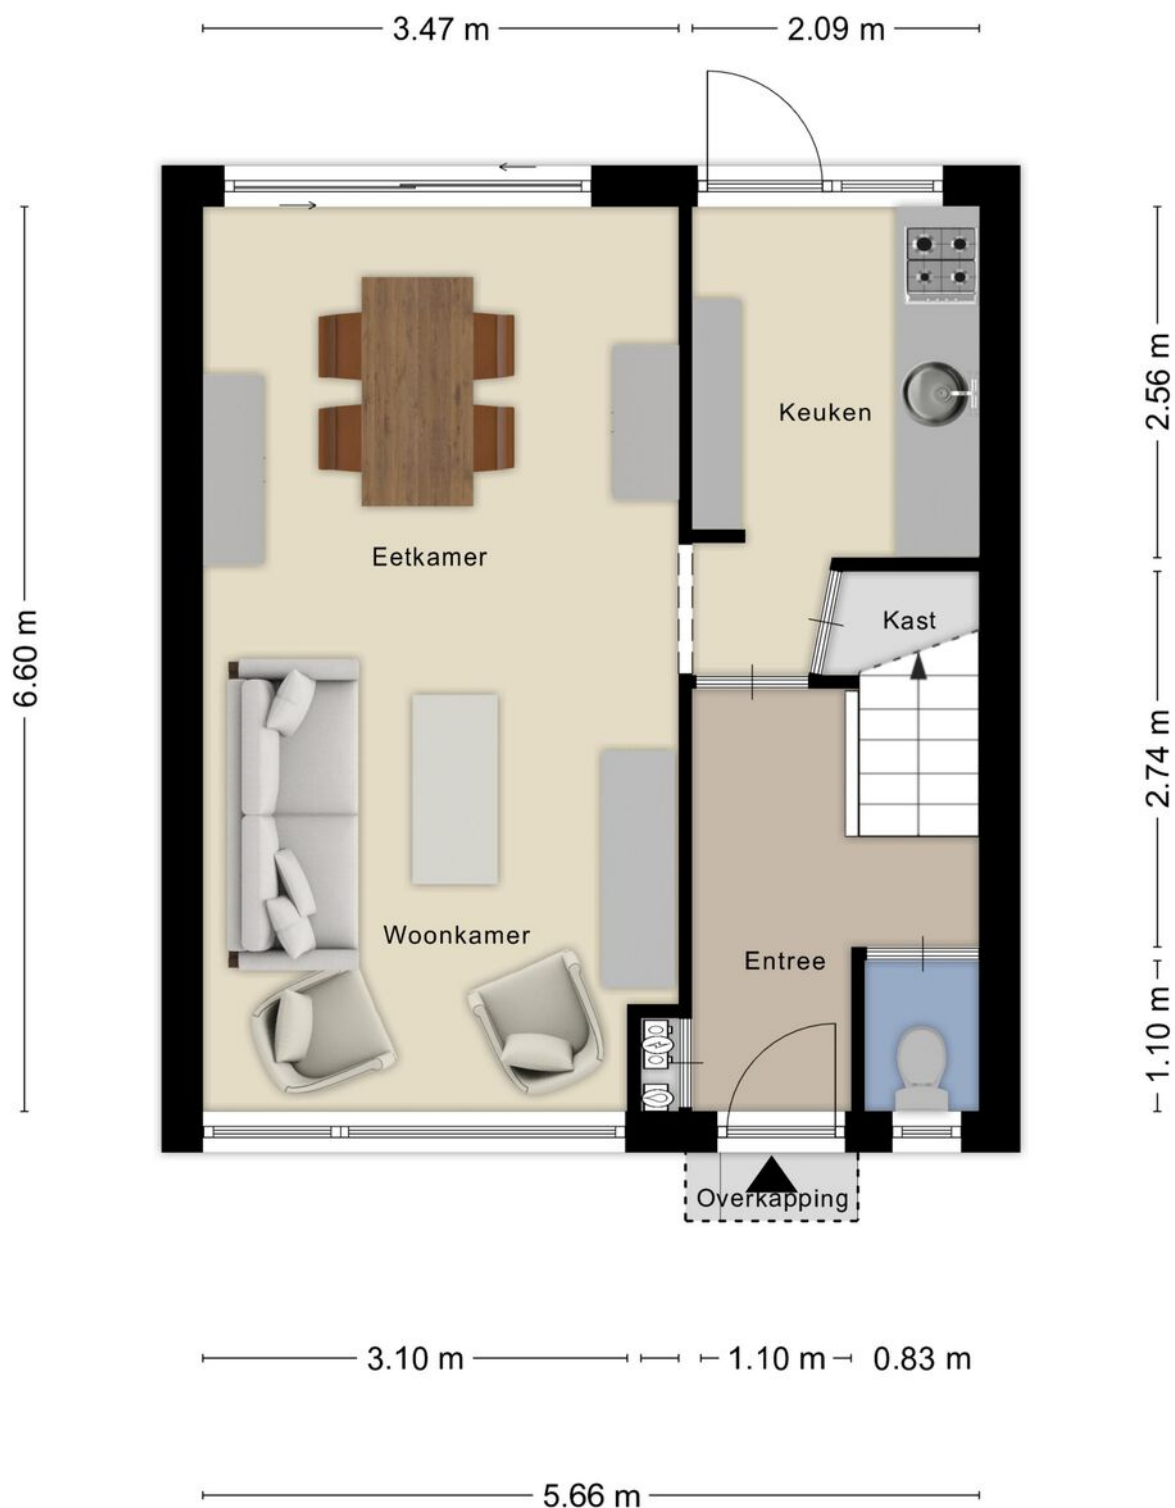 3.47 m
2.09 m
2.56 m
Keuken
Eetkamer
Kast
6.60 m
2.74 m
Woonkamer
Entree
1.10 m
Overkapping
3.10 m
1.10 m
0.83 m
5.66 m